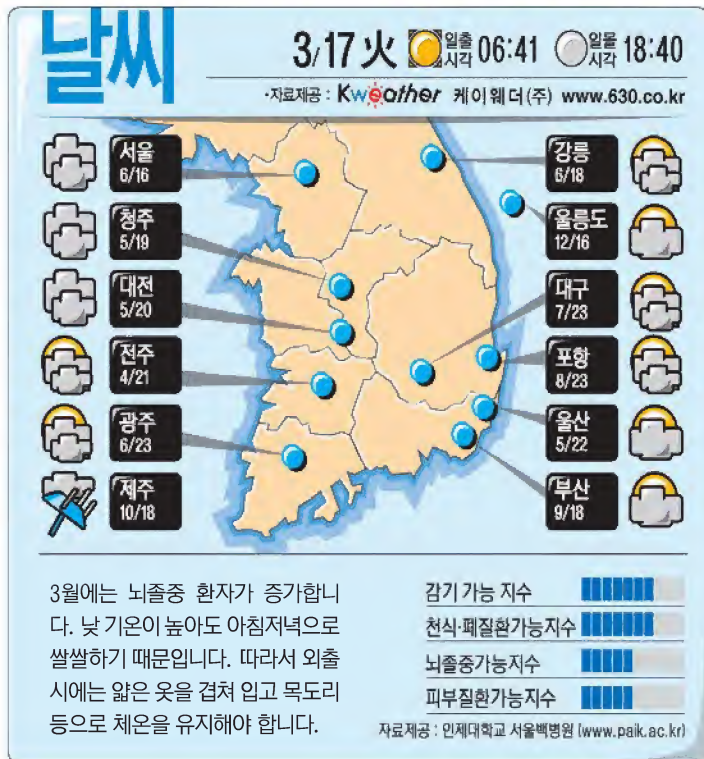 날씨
3/17 火 일출시각 06:41 일몰시각 18:40
·자료제공 : Kweather 케이웨더(주) www.630.co.kr
서울
6/16
강릉
6/18
청주
5/19
울릉도
12/16
대전
5/20
대구
7/23
전주
4/21
포항
8/23
광주
6/23
울산
5/22
제주
10/18
부산
9/18
3월에는 뇌졸중 환자가 증가합니
다. 낮 기온이 높아도 아침저녁으로
쌀쌀하기 때문입니다. 따라서 외출
시에는 얇은 옷을 겹쳐 입고 목도리
등으로 체온을 유지해야 합니다.
감기 가능 지수
천식·폐질환가능지수
뇌졸중가능지수
피부질환가능지수
자료제공 : 인제대학교 서울백병원 (www.paik.ac.kr)